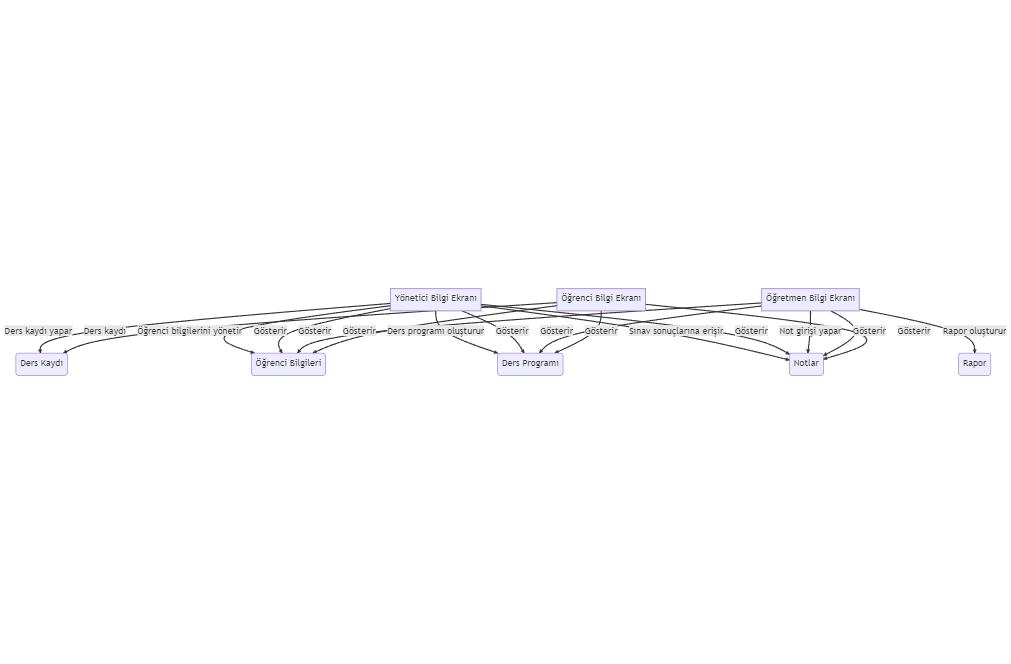 Yönetici Bilgi Ekranı
Öğrenci Bilgi Ekranı
Öğretmen Bilgi Ekranı
Ders kaydı yapar
Ders kaydı
Öğrenci bilgilerini yönetir
Gösterir
Gösterir
Gösterir
Ders programı oluşturur
Gösterir
Gösterir
Gösterir
Sınav sonuçlarına erişir
Gösterir
Not girişi yapar
Gösterir
Gösterir
Rapor oluşturur
Ders Kaydı
Öğrenci Bilgileri
Ders Programı
Notlar
Rapor